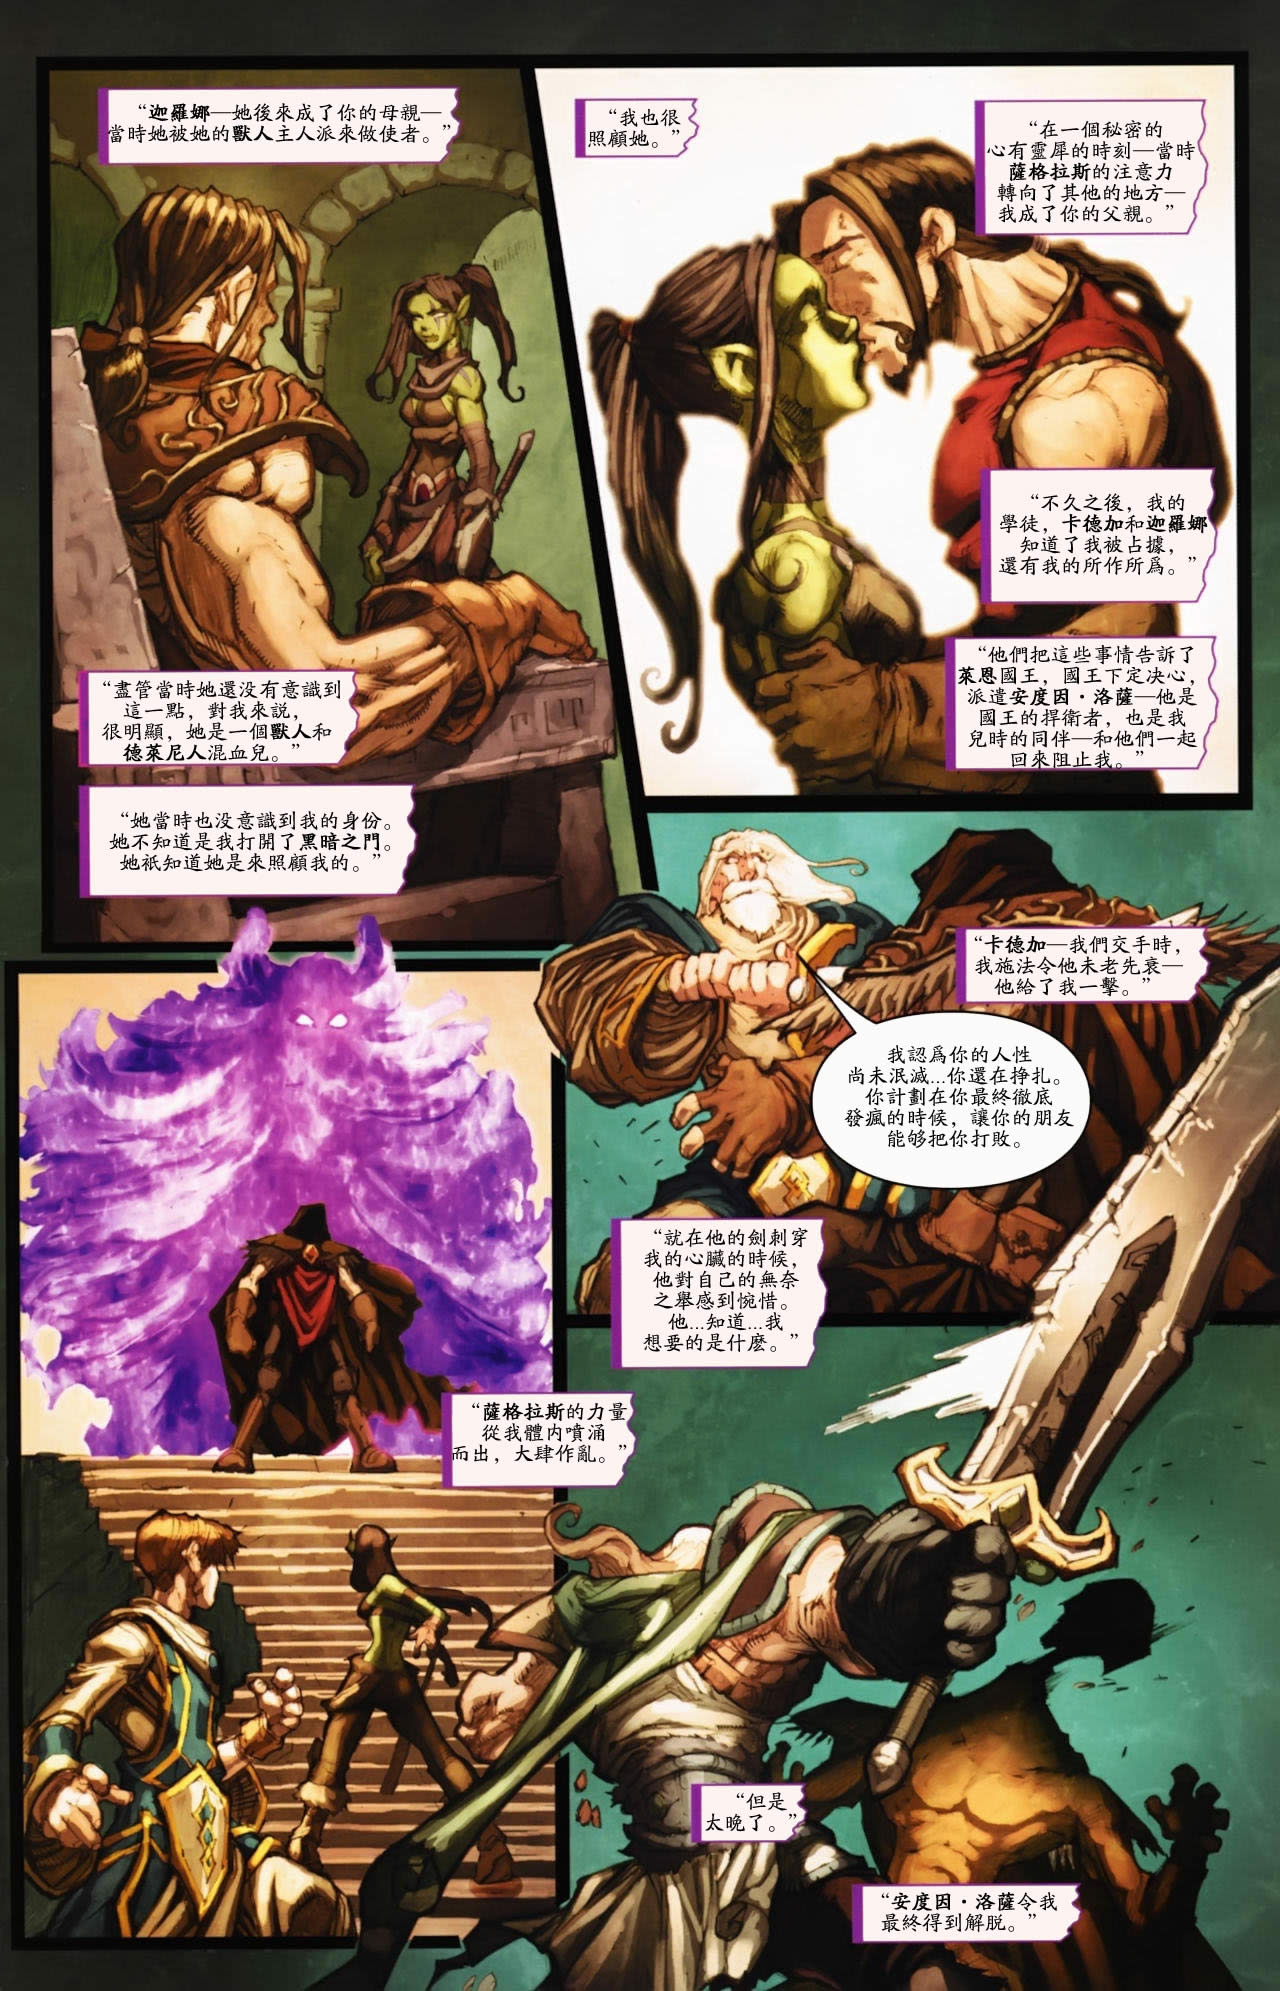 “迦羅娜—她後來成了你的母親—
當時她被她的獸人主人派來做使者。”
“盡管當時她還没有意識到
這一點，對我來説，
很明顯，她是一個獸人和
德萊尼人混血兒。”
“她當時也没意識到我的身份。
她不知道是我打開了黑暗之門。
她衹知道她是來照顧我的。”
“我也很
照顧她。”
“在一個秘密的
心有靈犀的時刻—當時
薩格拉斯的注意力
轉向了其他的地方—
我成了你的父親。”
“不久之後，我的
學徒，卡德加和迦羅娜
知道了我被占據，
還有我的所作所爲。”
“他們把這些事情告訴了
萊恩國王，國王下定决心，
派遣安度因·洛薩—他是
國王的捍衛者，也是我
兒時的同伴—和他們一起
回來阻止我。”
“薩格拉斯的力量
從我體内噴涌
而出，大肆作亂。”
“卡德加—我們交手時，
我施法令他未老先衰—
他給了我一擊。”
我認爲你的人性
尚未泯滅...你還在挣扎。
你計劃在你最終徹底
發瘋的時候，讓你的朋友
能够把你打敗。
“就在他的劍刺穿
我的心臟的時候，
他對自己的無奈
之舉感到惋惜。
他...知道...我
想要的是什麽。”
“但是
太晚了。”
“安度因·洛薩令我
最終得到解脱。”